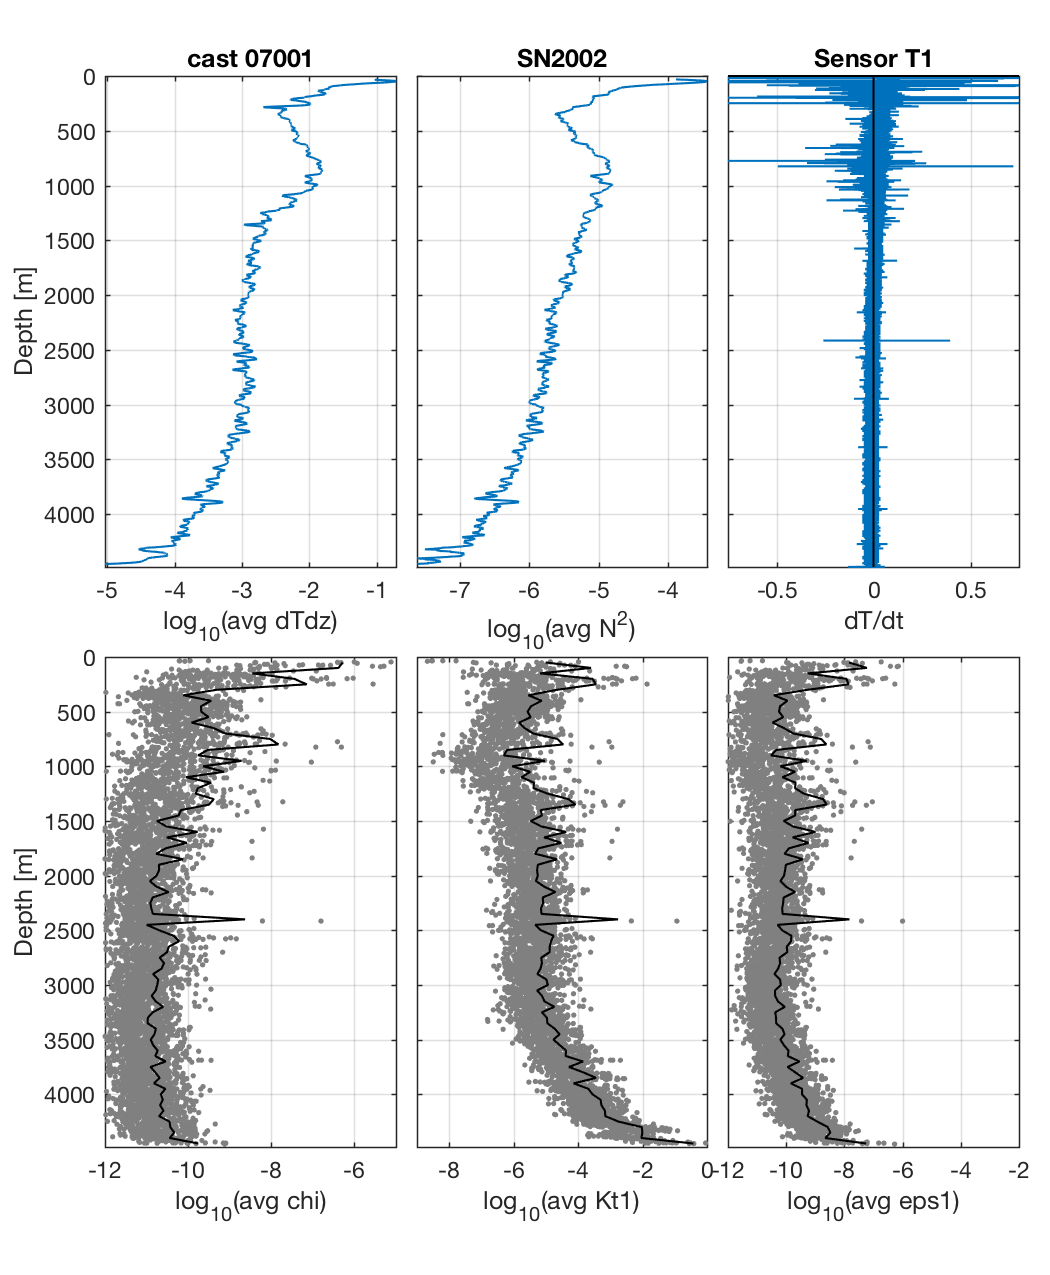 cast 07001
SN2002
Sensor T1
0
500
1000
1500
2000
2500
3000
3500
4000
Depth [m]
-5 -4 -3 -2 -1
-7 -6 -5 -4
-0.5 0 0.5
log10(avg dTdz)
log10(avg N2)
dT/dt
0
500
1000
1500
2000
2500
3000
3500
4000
Depth [m]
-12 -10 -8 -6
-8 -6 -4 -2 0
-12 -10 -8 -6 -4 -2
log10(avg chi)
log10(avg Kt1)
log10(avg eps1)